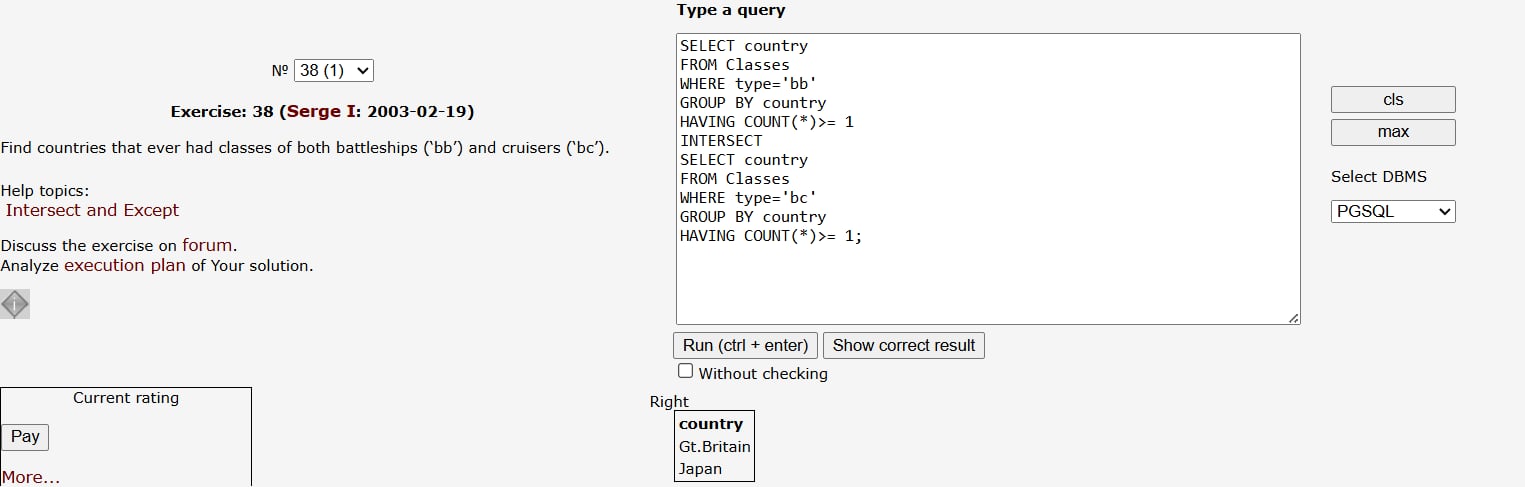 № 38 (1)
Exercise: 38 (Serge I: 2003-02-19)
Find countries that ever had classes of both battleships (‘bb’) and cruisers (‘bc’).
Help topics:
Intersect and Except
Discuss the exercise on forum.
Analyze execution plan of Your solution.
Current rating
Pay
More...
Type a query
SELECT country
FROM Classes
WHERE type='bb'
GROUP BY country
HAVING COUNT(*)>= 1
INTERSECT
SELECT country
FROM Classes
WHERE type='bc'
GROUP BY country
HAVING COUNT(*)>= 1;
cls
max
Select DBMS
PGSQL
Run (ctrl + enter) Show correct result
Without checking
Right
country
Gt.Britain
Japan